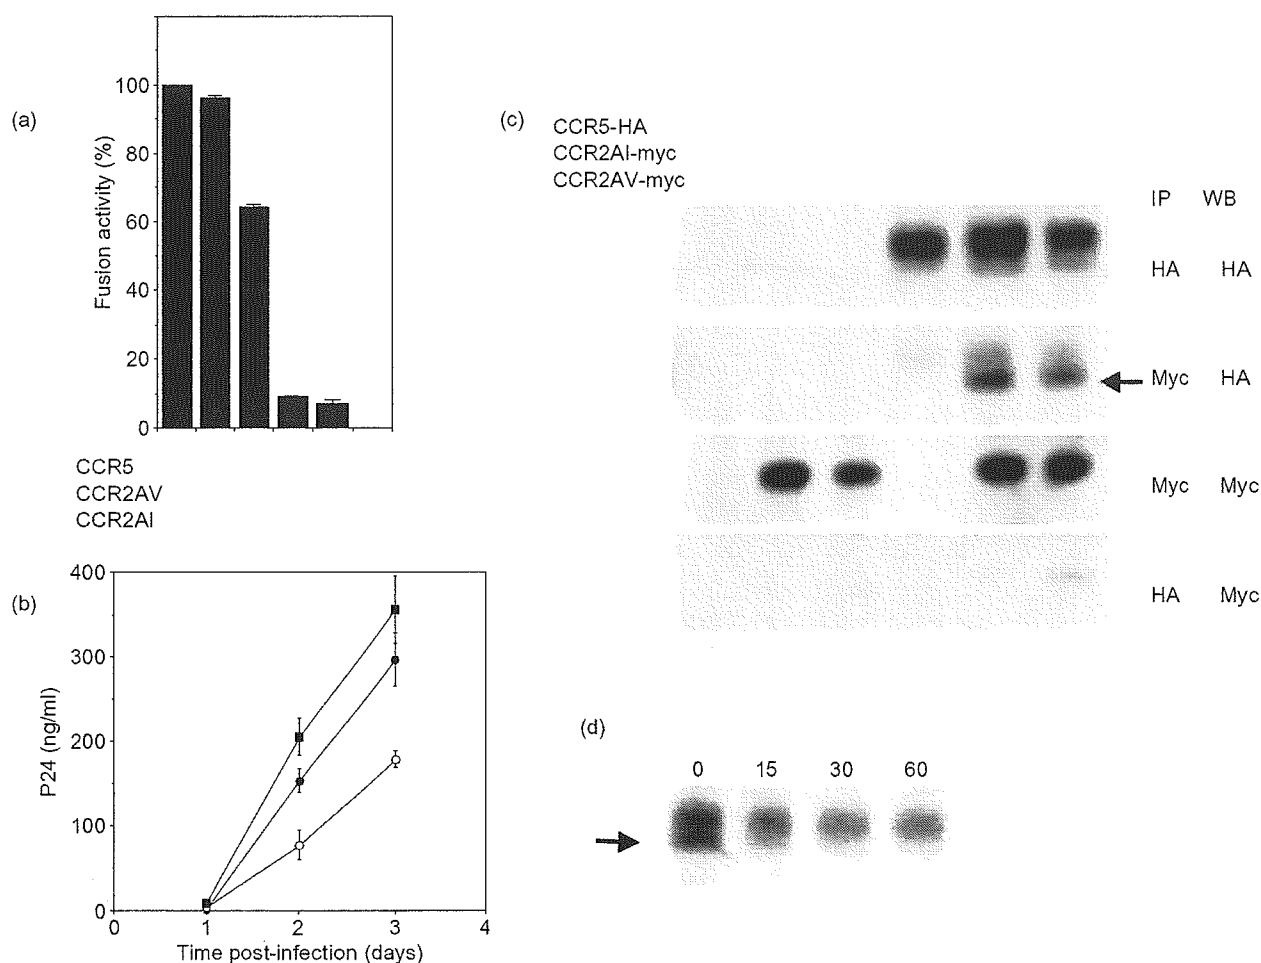 (a)
Fusion activity (%)
100
80
60
40
20
0
CCR5
CCR2AV
CCR2AI
(b)
P24 (ng/ml)
400
300
200
100
0
0 1 2 3 4
Time post-infection (days)
(c)
CCR5-HA
CCR2AI-myc
CCR2AV-myc
IP WB
HA HA
Myc HA
Myc Myc
HA Myc
(d)
0 15 30 60